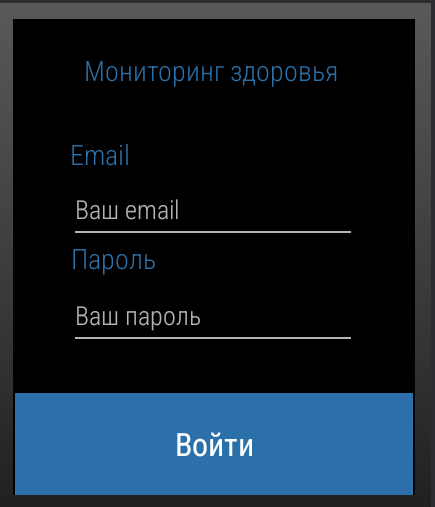 Мониторинг здоровья
Email
Ваш email
Пароль
Ваш пароль
Войти